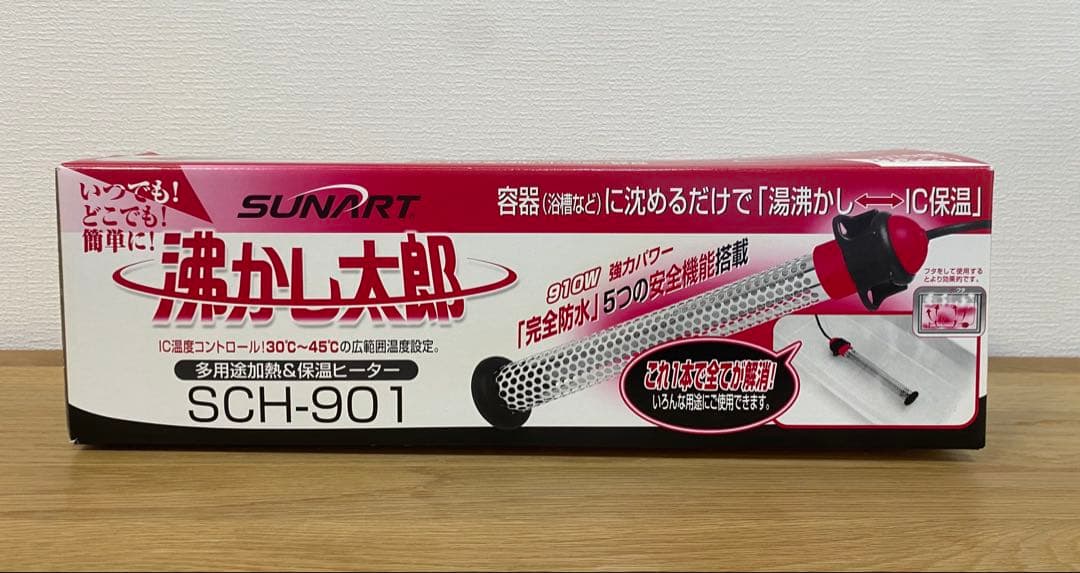 いつでも!
どこでも!
簡単に!
SUNART
沸かし太郎
IC温度コントロール!30℃～45℃の広範囲温度設定。
多用途加熱&保温ヒーター
SCH-901
容器(浴槽など)に沈めるだけで「湯沸かし⟷IC保温」
910W 強力パワー
「完全防水」5つの安全機能搭載
フタをして使用する
とより効果的です。
フタ
これ1本で全てが解消!
いろんな用途にご使用できます。